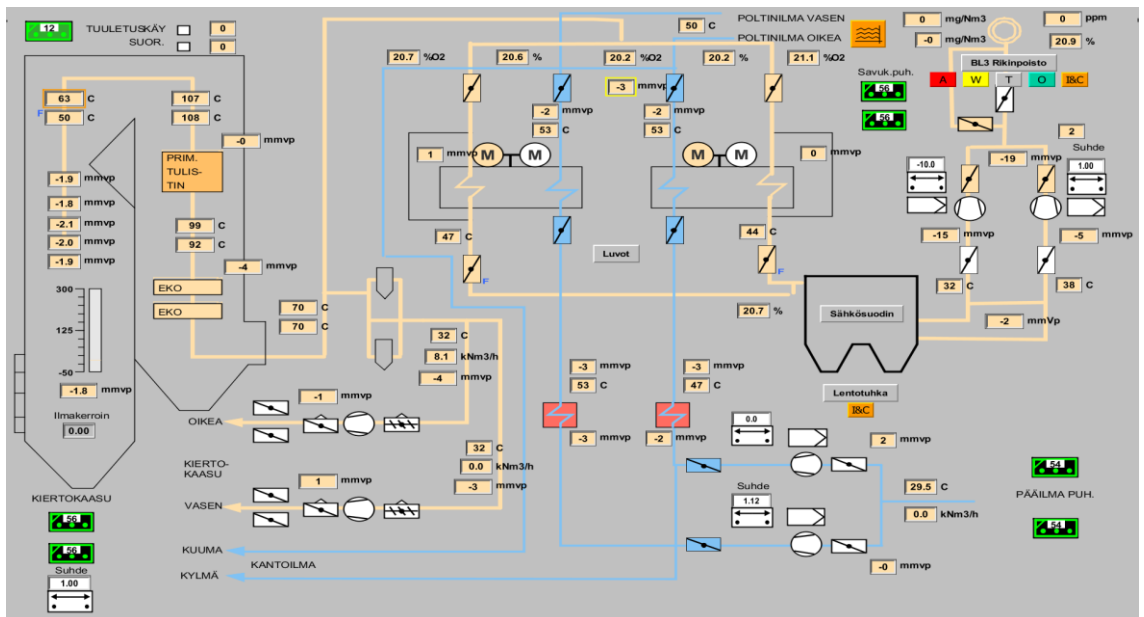 12
TUULETUSKÄY 0
SUOR. 0
50 C
POLTINILMA VASEN
POLTINILMA OIKEA
0 mg/Nm3
-0 mg/Nm3
0 ppm
20.9 %
BL3 Rikinpoisto
A W T O I&C
20.7 %O2
20.6 %
20.2 %O2
20.2 %
21.1 %O2
-3 mmvp
Savuk.puh.
56
56
63 C
F 50 C
107 C
108 C
-0 mmvp
-2 mmvp
53 C
-2 mmvp
53 C
1 mmvp
M M
M M
0 mmvp
2
Suhde
1.00
-10.0
-19 mmvp
PRIM.
TULIS-
TIN
-1.9 mmvp
-1.8 mmvp
-2.1 mmvp
-2.0 mmvp
-1.9 mmvp
99 C
92 C
-4 mmvp
47 C
F
44 C
F
Luvot
-15 mmvp
-5 mmvp
32 C
38 C
-2 mmVp
EKO
EKO
300
125
-50
-1.8 mmvp
Ilmakerroin
0.00
70 C
70 C
20.7 %
Sähkösuodin
Lentotuhka
I&C
32 C
8.1 kNm3/h
-4 mmvp
-3 mmvp
53 C
-3 mmvp
47 C
-3 mmvp
-2 mmvp
-1 mmvp
OIKEA
0.0
2 mmvp
32 C
0.0 kNm3/h
-3 mmvp
KIERTO-
KAASU
1 mmvp
VASEN
Suhde
1.12
29.5 C
0.0 kNm3/h
54
PÄÄILMA PUH.
54
-0 mmvp
KIERTOKAASU
56
56
Suhde
1.00
KUUMA
KANTOILMA
KYLMÄ